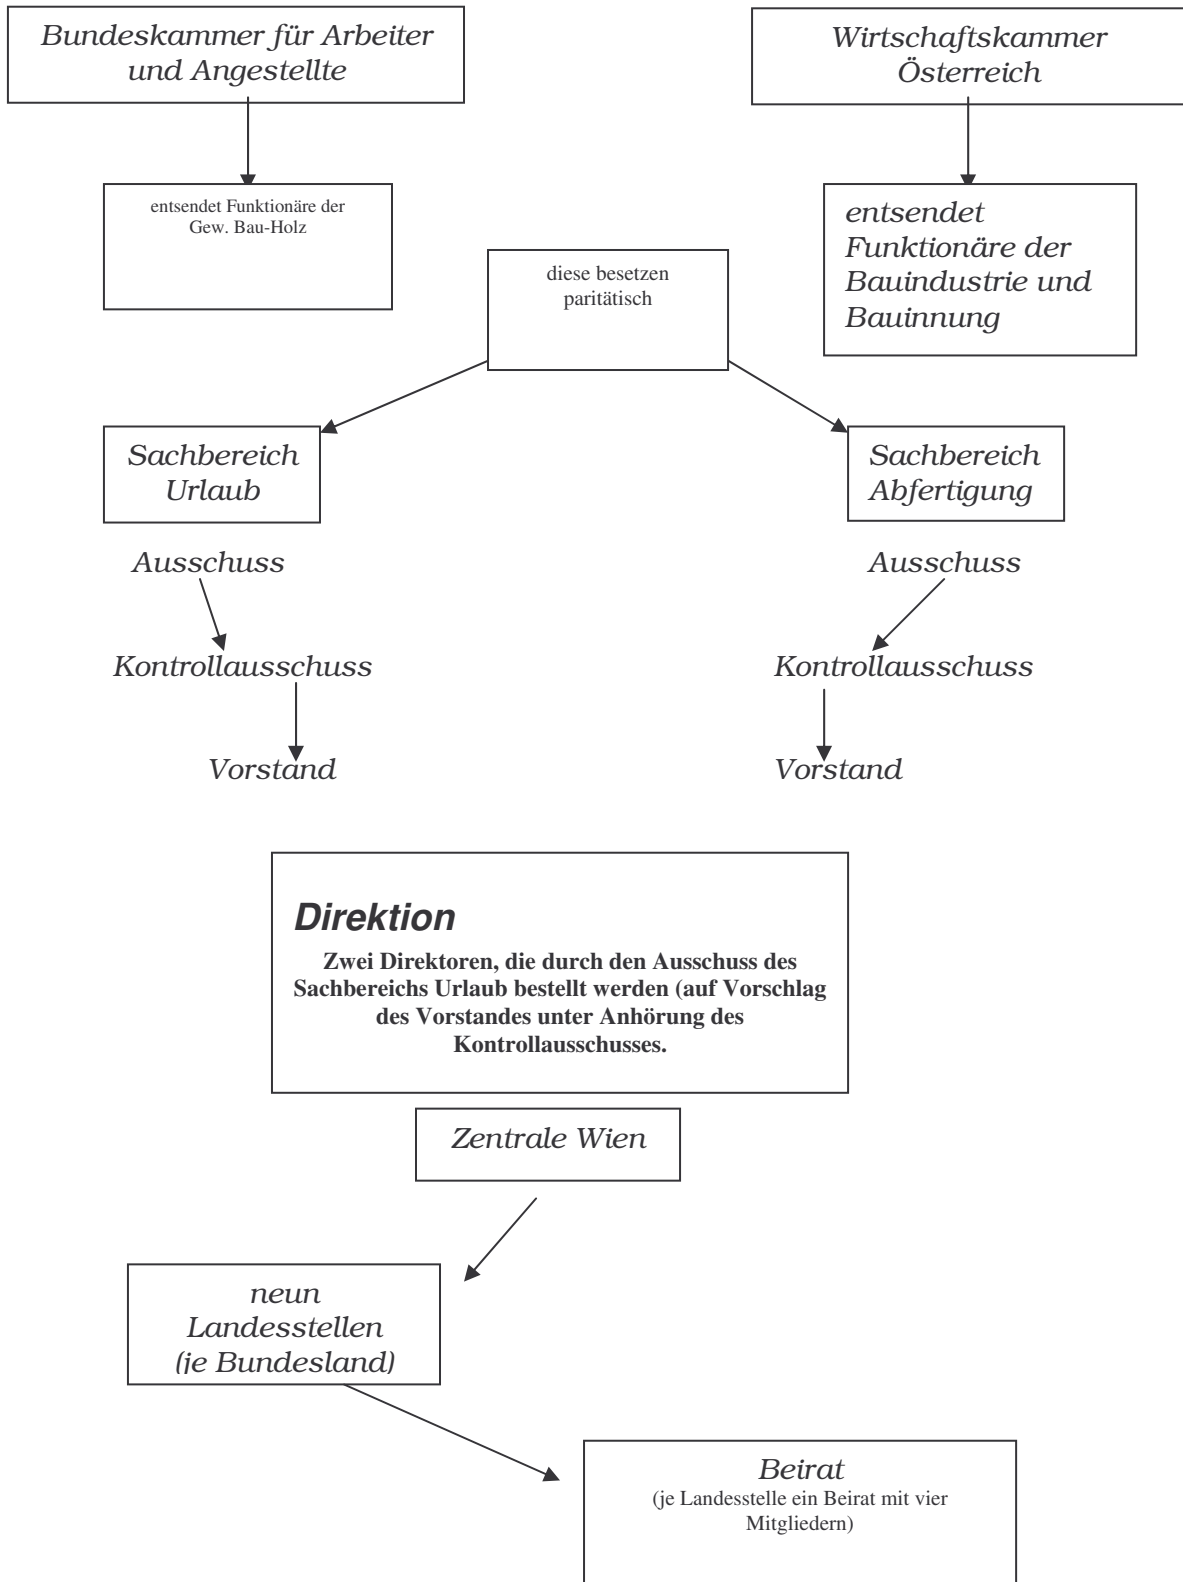 Bundeskammer für Arbeiter
und Angestellte
Wirtschaftskammer
Österreich
entsendet Funktionäre der
Gew. Bau-Holz
entsendet
Funktionäre der
Bauindustrie und
Bauinnung
diese besetzen
paritätisch
Sachbereich
Urlaub
Sachbereich
Abfertigung
Ausschuss
Ausschuss
Kontrollausschuss
Kontrollausschuss
Vorstand
Vorstand
Direktion
Zwei Direktoren, die durch den Ausschuss des
Sachbereichs Urlaub bestellt werden (auf Vorschlag
des Vorstandes unter Anhörung des
Kontrollausschusses.
Zentrale Wien
neun
Landesstellen
(je Bundesland)
Beirat
(je Landesstelle ein Beirat mit vier
Mitgliedern)